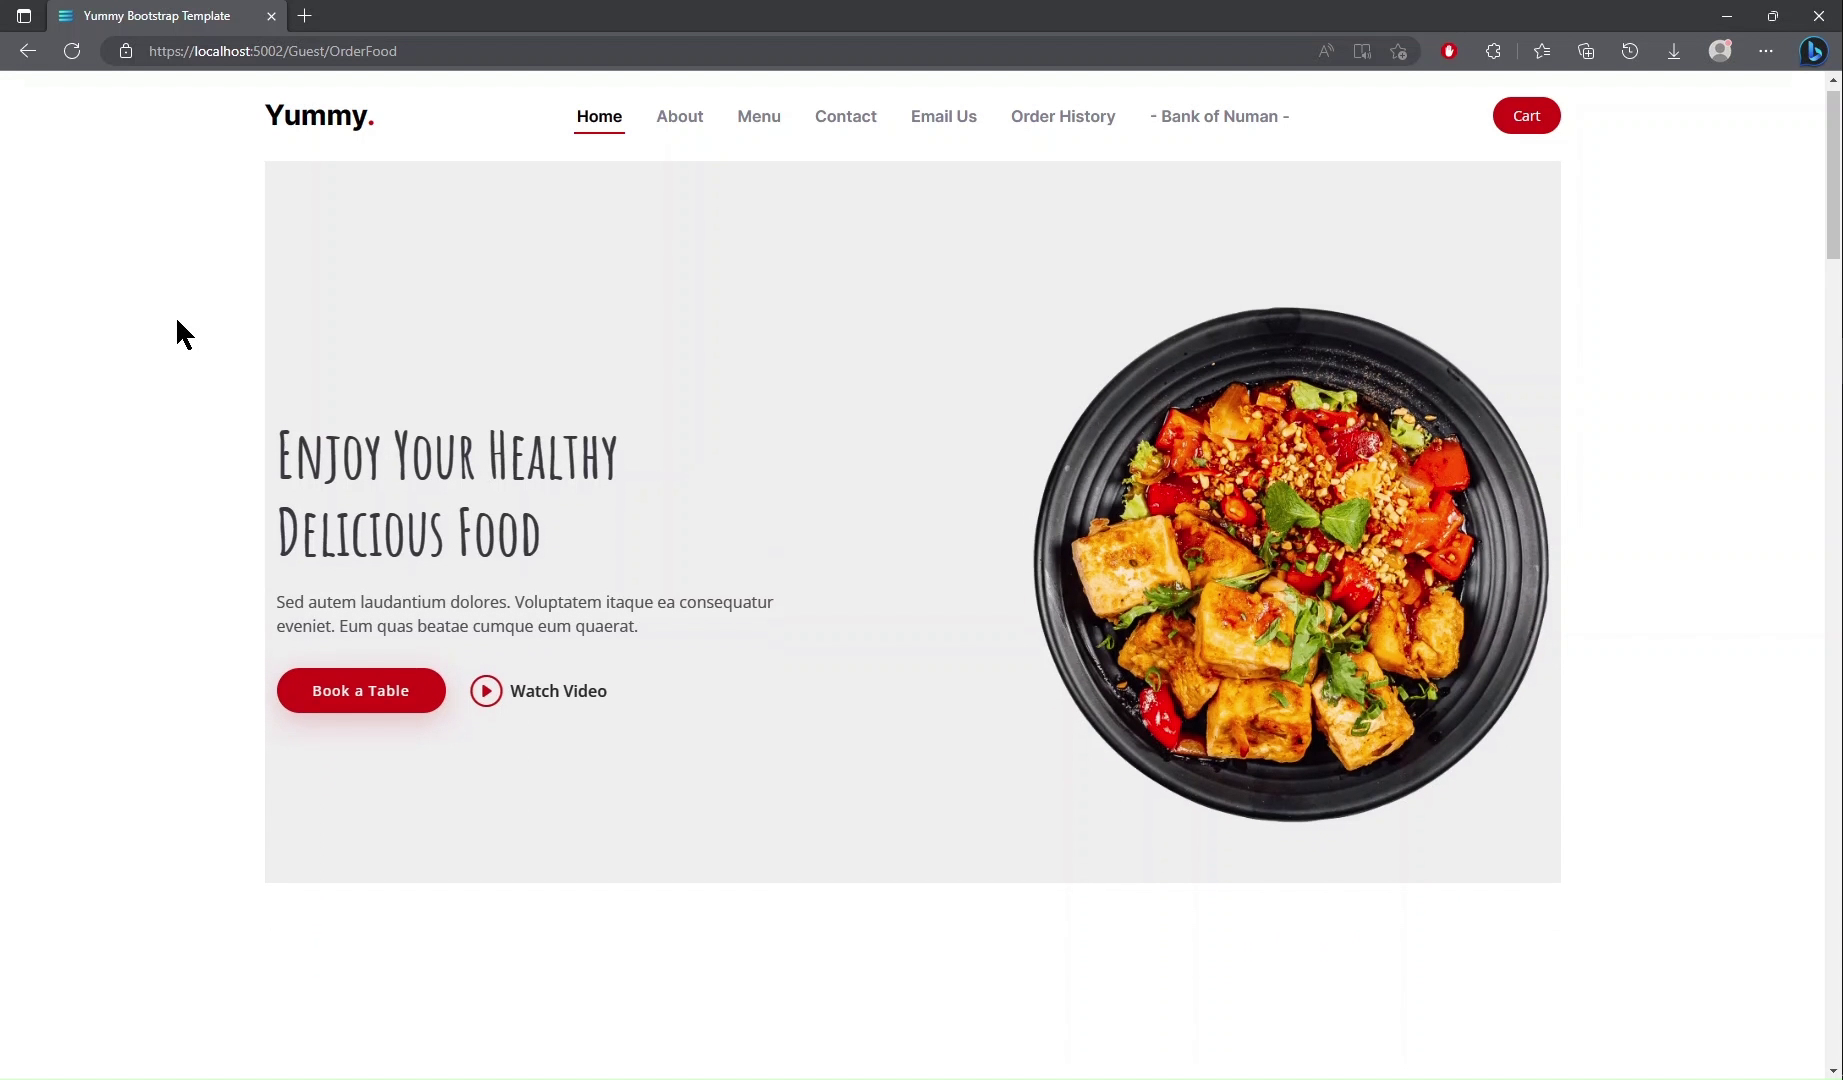 Yummy Bootstrap Template
https://localhost:5002/Guest/OrderFood
Yummy.
Home
About
Menu
Contact
Email Us
Order History
- Bank of Numan -
Cart
Enjoy Your Healthy
Delicious Food
Sed autem laudantium dolores. Voluptatem itaque ea consequatur
eveniet. Eum quas beatae cumque eum quaerat.
Book a Table
Watch Video